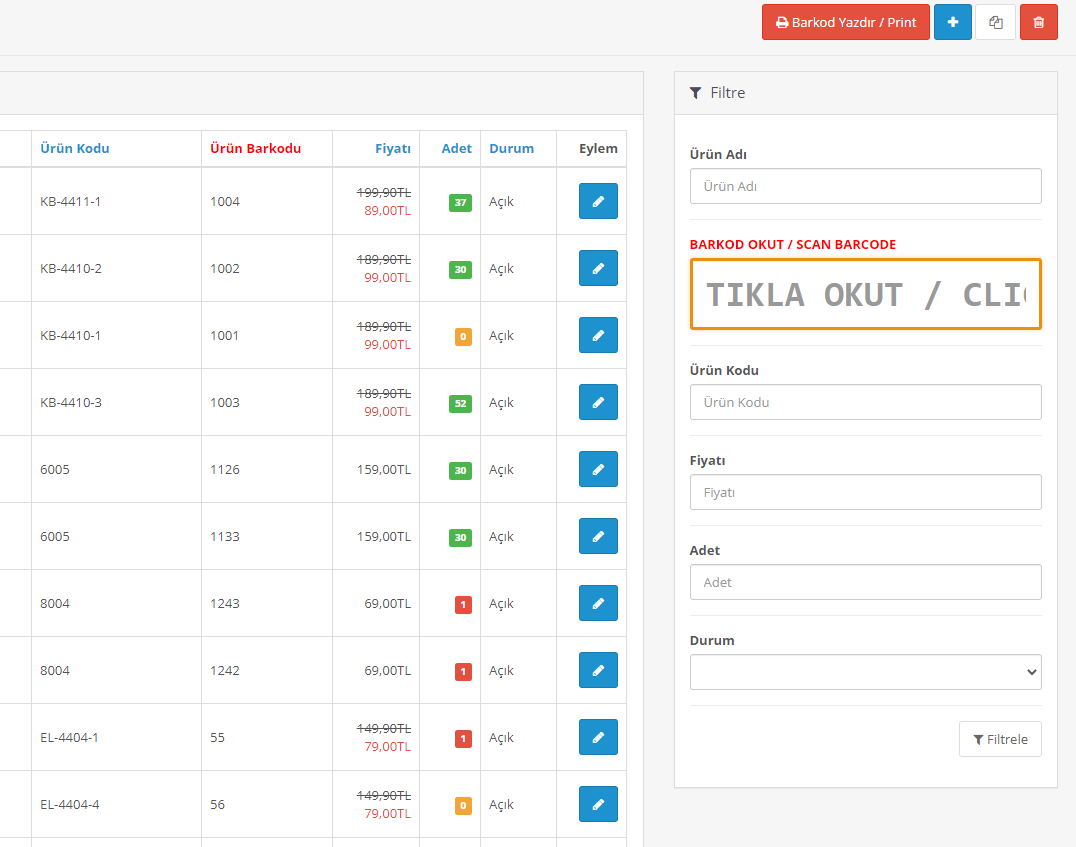 Barkod Yazdır / Print
Filtre
Ürün Kodu Ürün Barkodu Fiyatı Adet Durum Eylem
KB-4411-1 1004 199,90TL 37 Açık
89,00TL
KB-4410-2 1002 189,90TL 30 Açık
99,00TL
KB-4410-1 1001 189,90TL 0 Açık
99,00TL
KB-4410-3 1003 189,90TL 52 Açık
99,00TL
6005 1126 159,00TL 30 Açık
6005 1133 159,00TL 30 Açık
8004 1243 69,00TL 1 Açık
8004 1242 69,00TL 1 Açık
EL-4404-1 55 149,90TL 1 Açık
79,00TL
EL-4404-4 56 149,90TL 0 Açık
79,00TL
Ürün Adı
Ürün Adı
BARKOD OKUT / SCAN BARCODE
TIKLA OKUT / CLIC
Ürün Kodu
Ürün Kodu
Fiyatı
Fiyatı
Adet
Adet
Durum
Filtrele